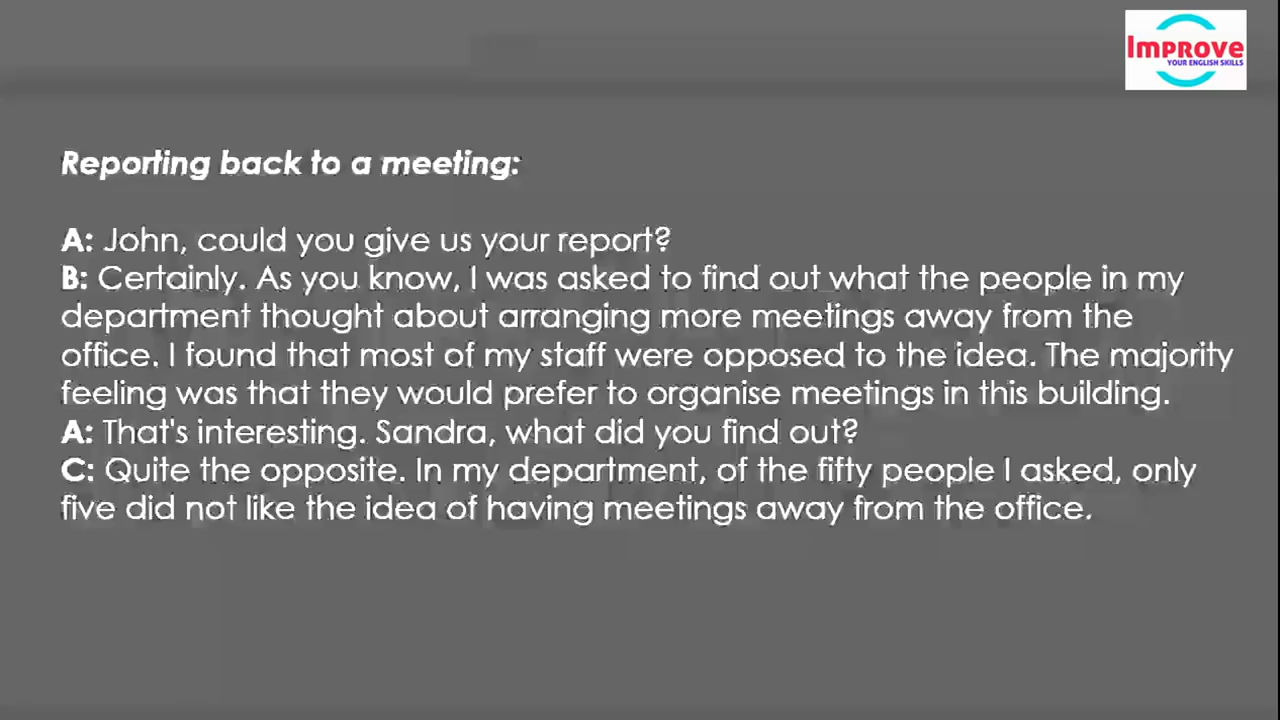 Improve
YOUR ENGLISH SKILLS
Reporting back to a meeting:
A: John, could you give us your report?
B: Certainly. As you know, I was asked to find out what the people in my
department thought about arranging more meetings away from the
office. I found that most of my staff were opposed to the idea. The majority
feeling was that they would prefer to organise meetings in this building.
A: That's interesting. Sandra, what did you find out?
C: Quite the opposite. In my department, of the fifty people I asked, only
five did not like the idea of having meetings away from the office.